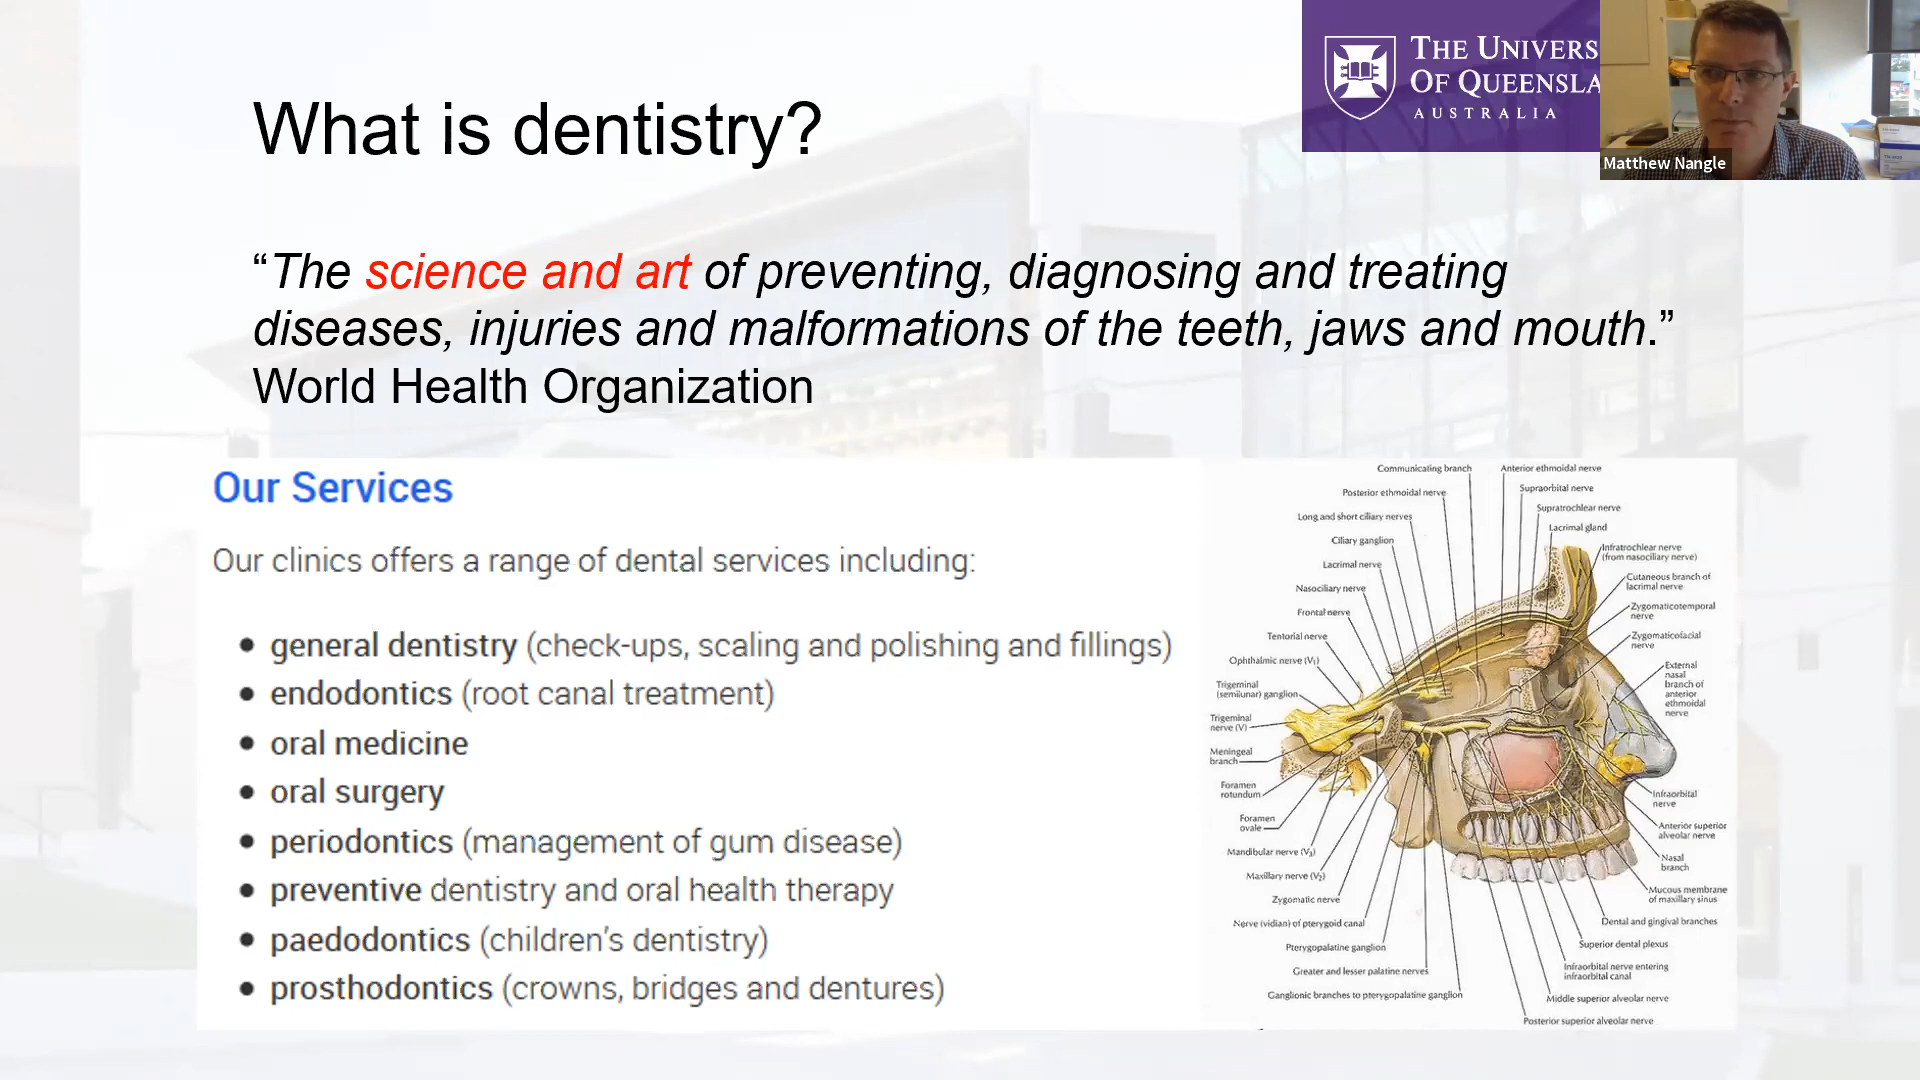 What is dentistry?
THE UNIVERS
OF QUEENSLA
AUSTRALIA
Matthew Nangle
“The science and art of preventing, diagnosing and treating
diseases, injuries and malformations of the teeth, jaws and mouth.”
World Health Organization
Our Services
Our clinics offers a range of dental services including:
• general dentistry (check-ups, scaling and polishing and fillings)
• endodontics (root canal treatment)
• oral medicine
• oral surgery
• periodontics (management of gum disease)
• preventive dentistry and oral health therapy
• paedodontics (children's dentistry)
• prosthodontics (crowns, bridges and dentures)
Communicating branch
Posterior ethmoidal nerve
Long and short ciliary nerves
Ciliary ganglion
Lacrimal nerve
Nasociliary nerve
Frontal nerve
Tentorial nerve
Ophthalmic nerve (V₁)
Trigeminal
(semilunar) ganglion
Trigeminal
nerve (V)
Meningeal
branch
Foramen
rotundum
Foramen
ovale
Mandibular nerve (V₃)
Maxillary nerve (V₂)
Zygomatic nerve
Nerve (vidian) of pterygoid canal
Pterygopalatine ganglion
Greater and lesser palatine nerves
Ganglionic branches to pterygopalatine ganglion
Anterior ethmoidal nerve
Supraorbital nerve
Supratrochlear nerve
Lacrimal gland
Infratrochlear nerve
(from nasociliary nerve)
Cutaneous branch of
lacrimal nerve
Zygomaticotemporal
nerve
Zygomaticofacial
nerve
External
nasal
branch of
anterior
ethmoidal
nerve
Infraorbital
nerve
Anterior superior
alveolar nerve
Nasal
branch
Mucous membrane
of maxillary sinus
Dental and gingival branches
Superior dental plexus
Infraorbital nerve entering
infraorbital canal
Middle superior alveolar nerve
Posterior superior alveolar nerve